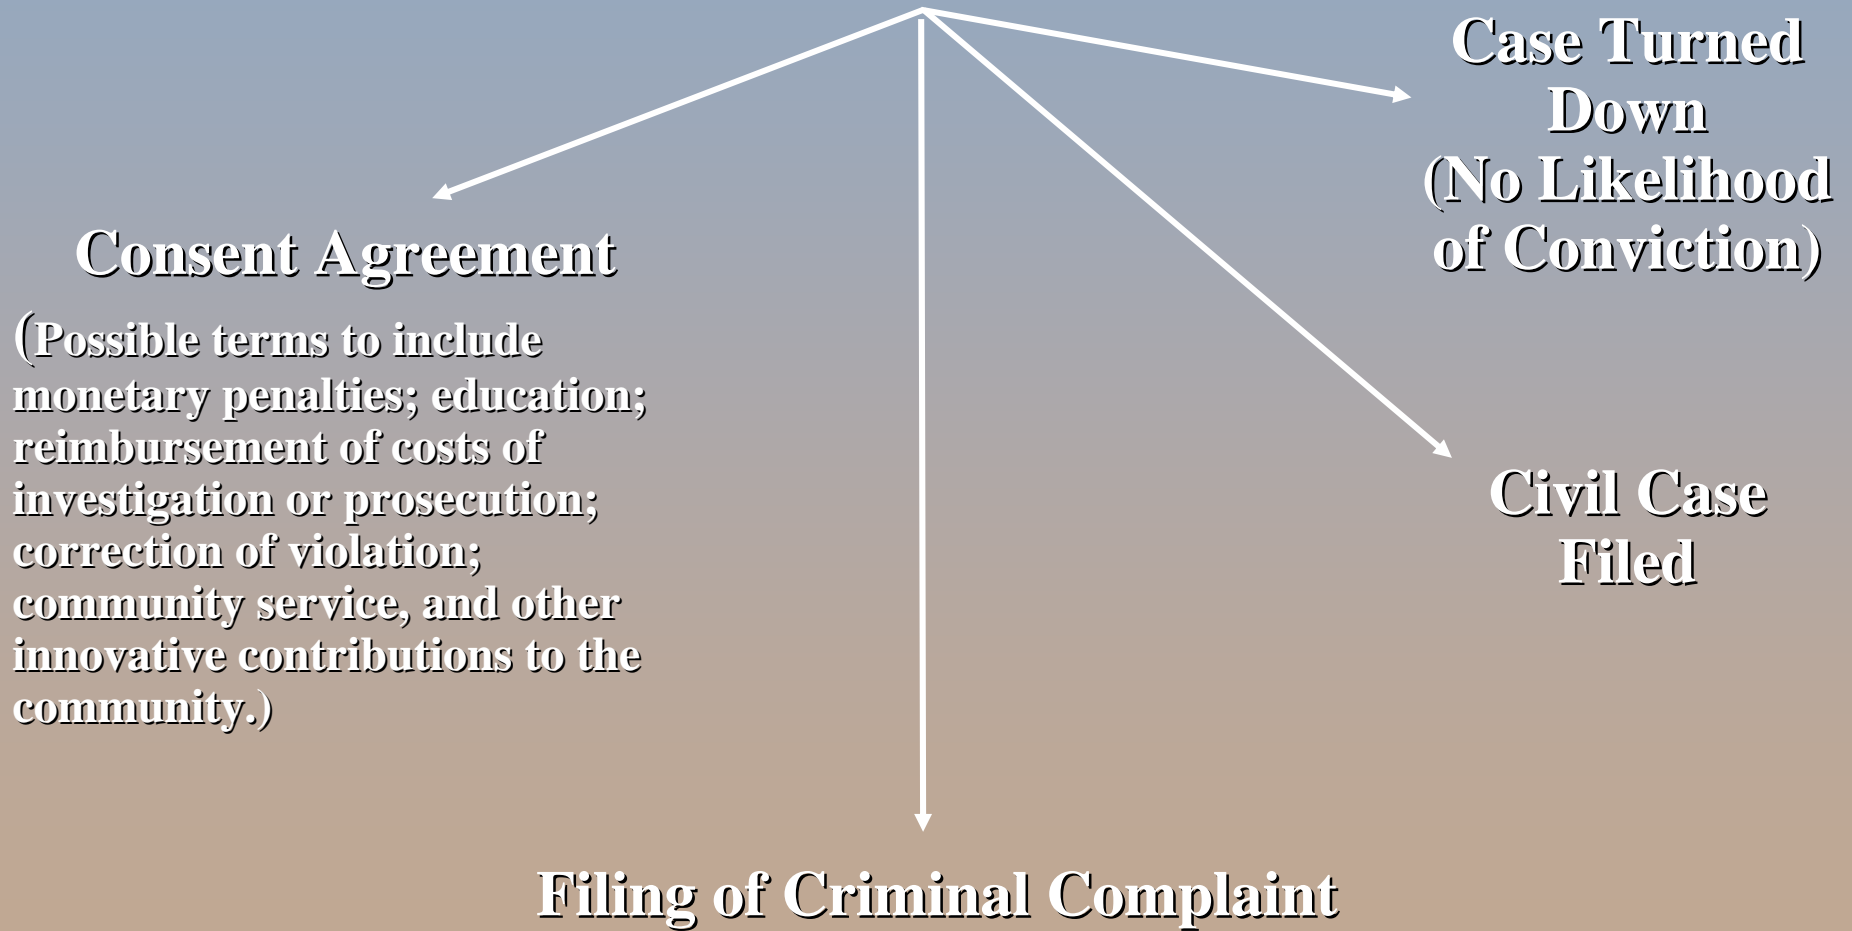 Case Turned
Down
(No Likelihood
of Conviction)
Consent Agreement
(Possible terms to include
monetary penalties; education;
reimbursement of costs of
investigation or prosecution;
correction of violation;
community service, and other
innovative contributions to the
community.)
Civil Case
Filed
Filing of Criminal Complaint